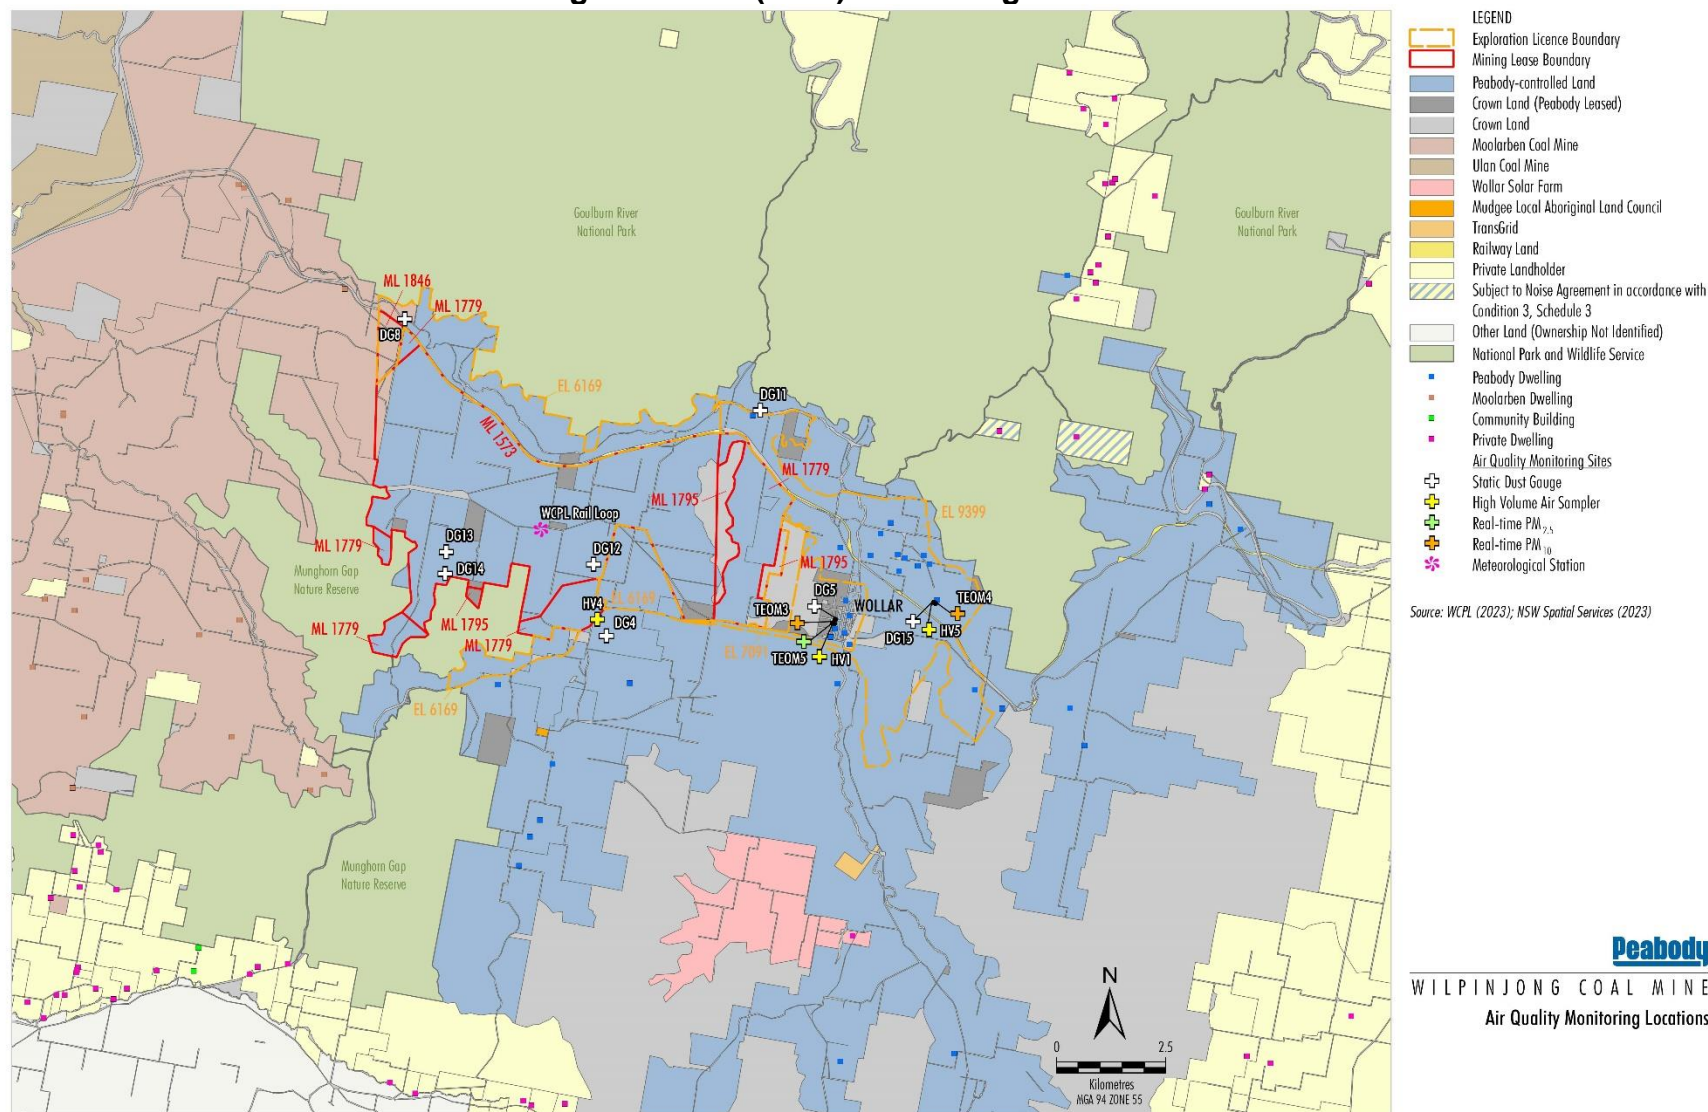 LEGEND
Exploration Licence Boundary
Mining Lease Boundary
Peabody-controlled Land
Crown Land (Peabody Leased)
Crown Land
Moolarben Coal Mine
Ulan Coal Mine
Wollar Solar Farm
Mudgee Local Aboriginal Land Council
TransGrid
Railway Land
Private Landholder
Subject to Noise Agreement in accordance with
Condition 3, Schedule 3
Other Land (Ownership Not Identified)
National Park and Wildlife Service
Peabody Dwelling
Moolarben Dwelling
Community Building
Private Dwelling
Air Quality Monitoring Sites
Static Dust Gauge
High Volume Air Sampler
Real-time PM2.5
Real-time PM10
Meteorological Station
Source: WCPL (2023); NSW Spatial Services (2023)
Goulburn River
National Park
Goulburn River
National Park
ML 1846
ML 1779
DG8
EL 6169
DG11
ML 1573
ML 1779
ML 1795
EL 9399
WCPL Rail Loop
DG13
ML 1779
DG12
DG14
ML 1795
Munghorn Gap
Nature Reserve
EL 6169
HV4
DG5
WOLLAR
TEOM3
TEOM4
ML 1779
ML 1795
DG4
DG15
HV5
ML 1779
EL 7091
TEOM5
HV1
EL 6169
Munghorn Gap
Nature Reserve
N
0 2.5
Kilometres
MGA 94 ZONE 55
Peabody
WILPINJONG COAL MINE
Air Quality Monitoring Locations